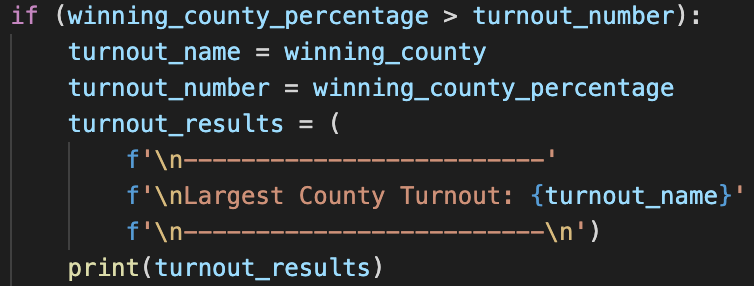 if (winning_county_percentage > turnout_number):
    turnout_name = winning_county
    turnout_number = winning_county_percentage
    turnout_results = (
        f'\n-------------------------'
        f'\nLargest County Turnout: {turnout_name}'
        f'\n-------------------------\n')
    print(turnout_results)